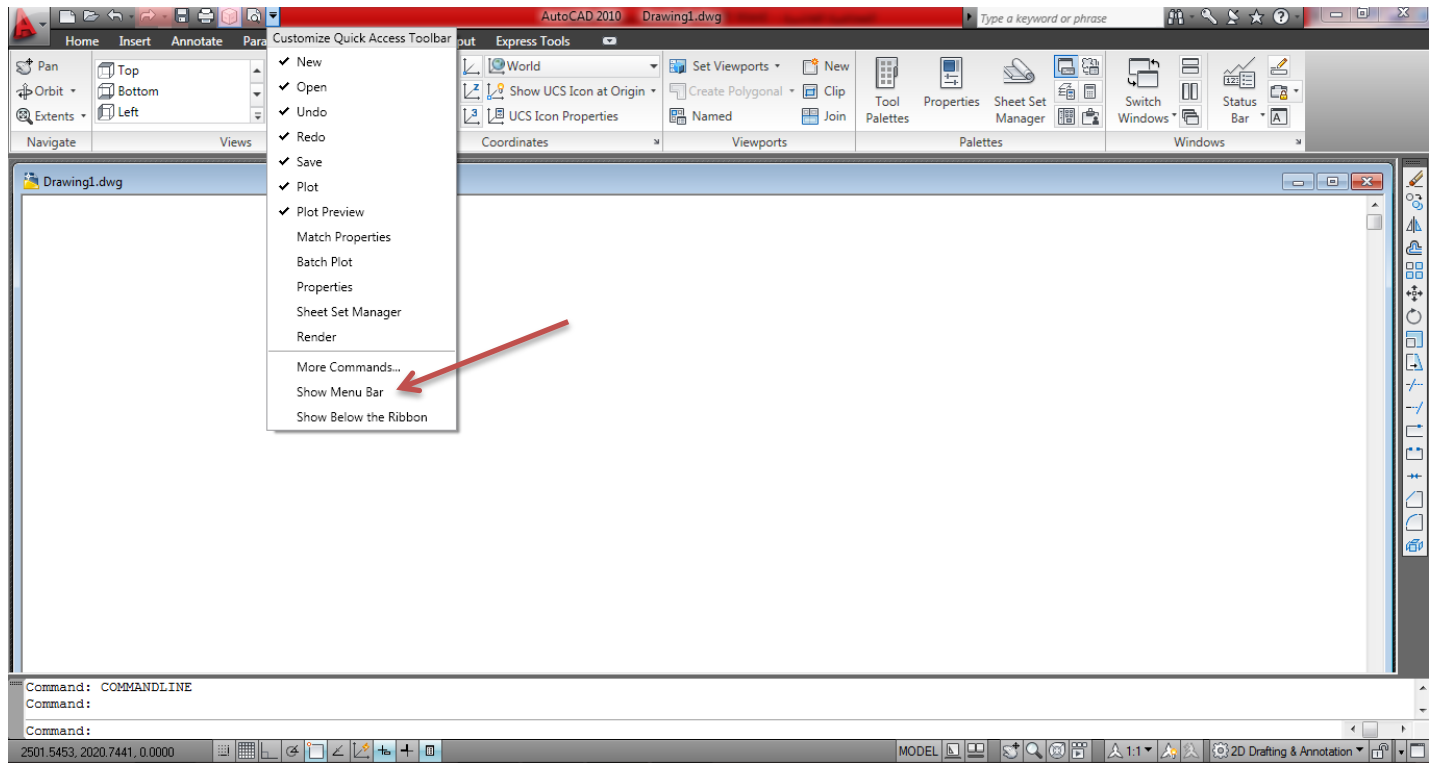 AutoCAD 2010 Drawing1.dwg Type a keyword or phrase
Home Insert Annotate Para put Express Tools
Customize Quick Access Toolbar
New
Open
Undo
Redo
Save
Plot
Plot Preview
Match Properties
Batch Plot
Properties
Sheet Set Manager
Render
More Commands...
Show Menu Bar
Show Below the Ribbon
Pan
Orbit
Extents
Navigate
Top
Bottom
Left
Views
World
Show UCS Icon at Origin
UCS Icon Properties
Coordinates
Set Viewports New
Create Polygonal Clip
Named Join
Viewports
Tool
Palettes
Properties
Sheet Set
Manager
Palettes
Switch
Windows
Status
Bar
Windows
Drawing1.dwg
Command: COMMANDLINE
Command:
Command:
2501.5453, 2020.7441, 0.0000 MODEL 1:1 2D Drafting & Annotation